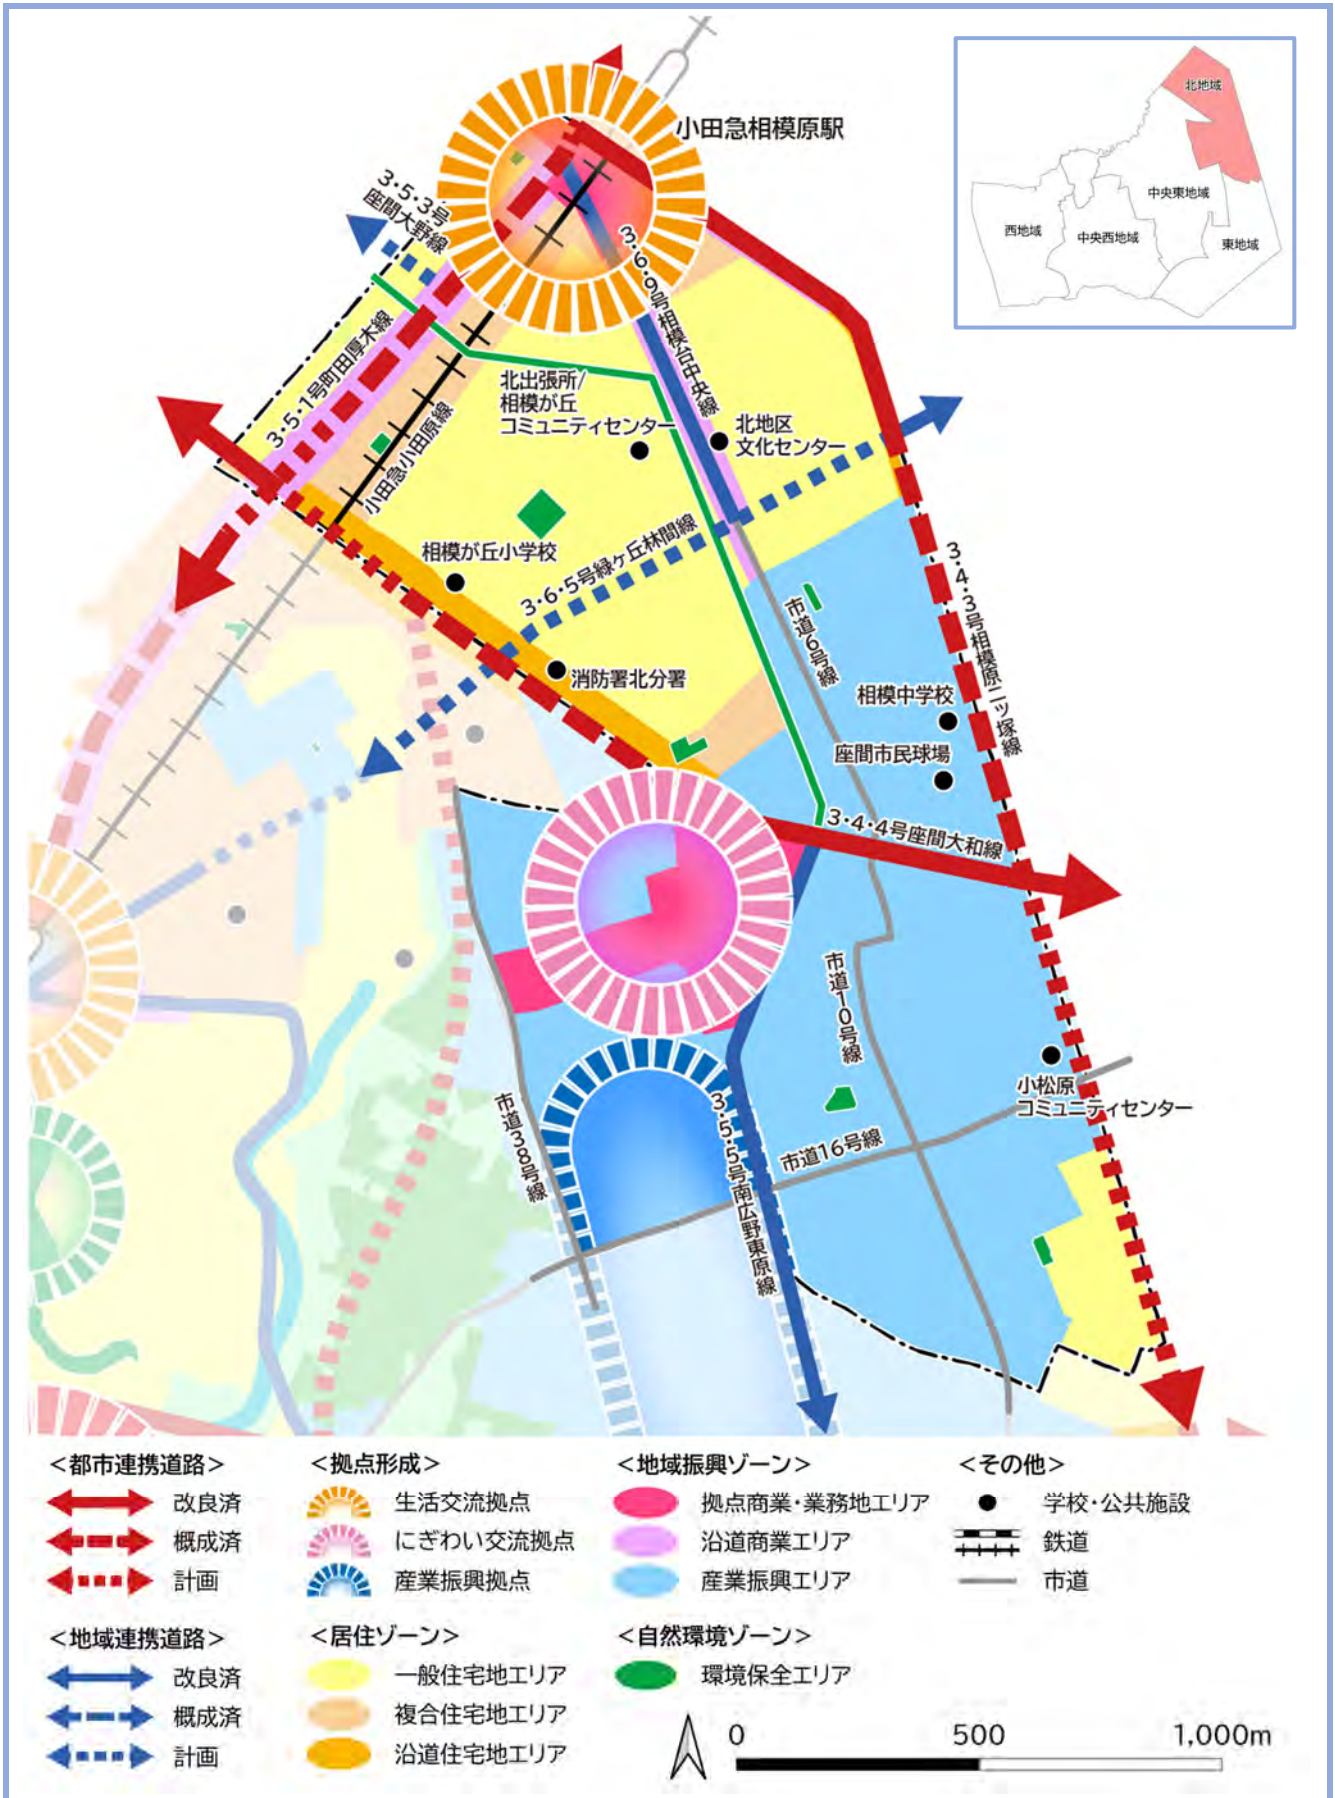 小田急相模原駅
北地域
中央東地域
西地域
中央西地域
東地域
3・5・3号
座間大野線
3・6・9号相模台中央線
3・5・1号町田厚木線
小田急小田原線
北出張所/
相模が丘
コミュニティセンター
北地区
文化センター
相模が丘小学校
3・6・5号緑ヶ丘林間線
3・4・3号相模原二ツ塚線
市道6号線
消防署北分署
相模中学校
座間市民球場
3・4・4号座間大和線
市道10号線
小松原
コミュニティセンター
市道38号線
3・5・5号南広野東原線
市道16号線
<都市連携道路>
改良済
概成済
計画
<地域連携道路>
改良済
概成済
計画
<拠点形成>
生活交流拠点
にぎわい交流拠点
産業振興拠点
<居住ゾーン>
一般住宅地エリア
複合住宅地エリア
沿道住宅地エリア
<地域振興ゾーン>
拠点商業・業務地エリア
沿道商業エリア
産業振興エリア
<自然環境ゾーン>
環境保全エリア
<その他>
学校・公共施設
鉄道
市道
0 500 1,000m